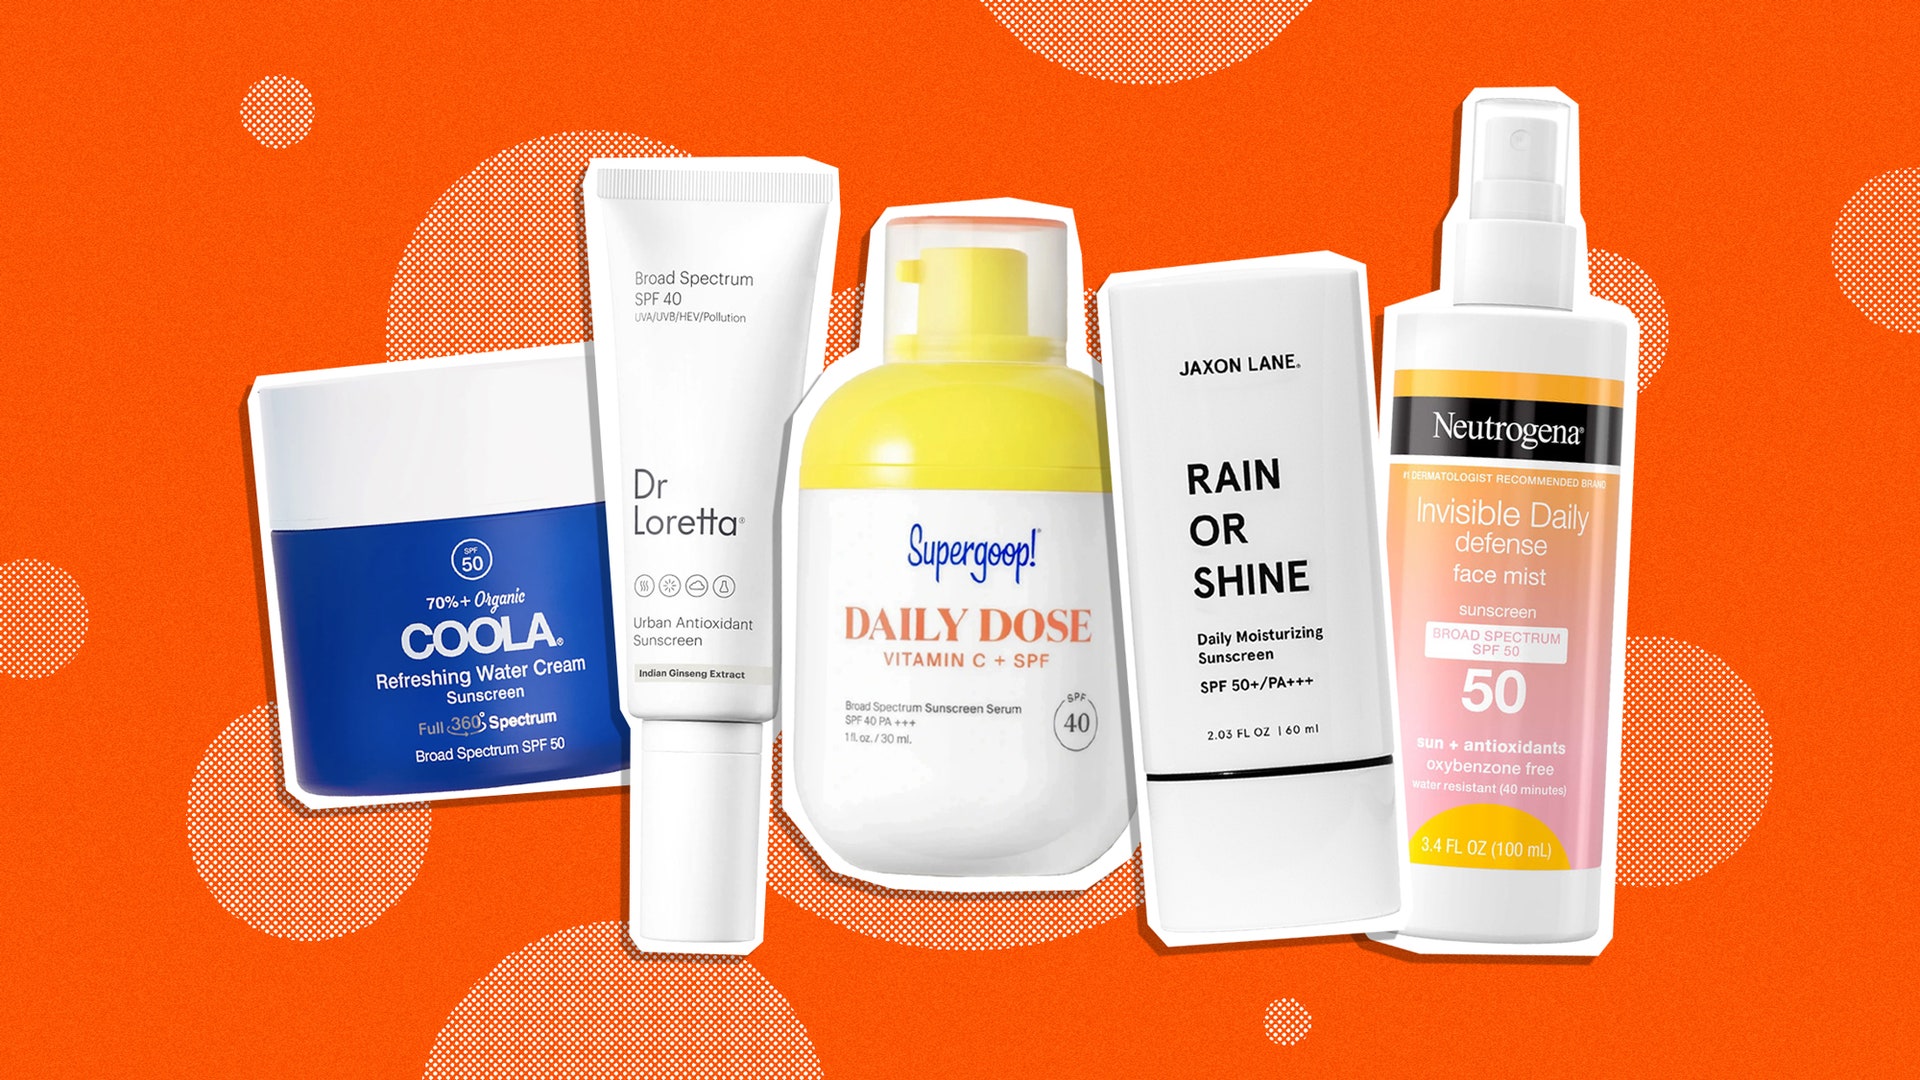 SPF
50
70%+ Organic
COOLA®
Refreshing Water Cream
Sunscreen
Full 360° Spectrum
Broad Spectrum SPF 50
Broad Spectrum
SPF 40
UVA/UVB/HEV/Pollution
Dr
Loretta®
Urban Antioxidant
Sunscreen
Indian Ginseng Extract
Supergoop!®
DAILY DOSE
VITAMIN C + SPF
Broad Spectrum Sunscreen Serum
SPF 40 PA +++
1 fl. oz. / 30 ml.
SPF
40
JAXON LANE®
RAIN
OR
SHINE
Daily Moisturizing
Sunscreen
SPF 50+/PA+++
2.03 FL OZ | 60 ml
Neutrogena®
#1 DERMATOLOGIST RECOMMENDED BRAND
Invisible Daily
defense
face mist
sunscreen
BROAD SPECTRUM
SPF 50
50
sun + antioxidants
oxybenzone free
water resistant (40 minutes)
3.4 FL OZ (100 mL)